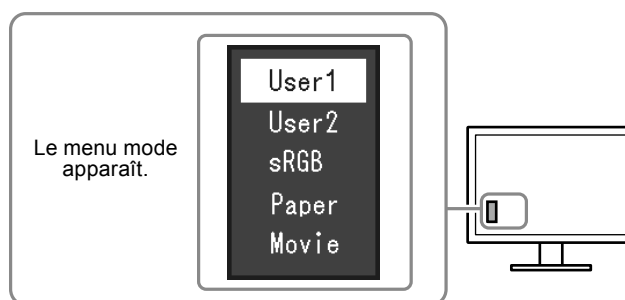 Le menu mode
apparaît.
User1
User2
sRGB
Paper
Movie